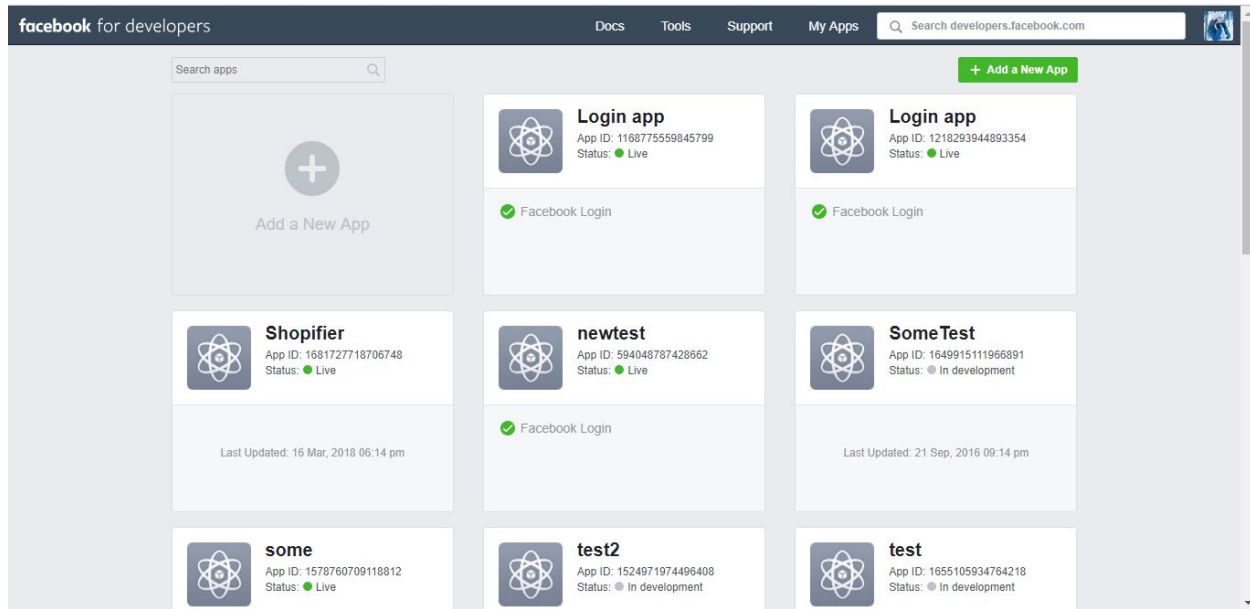 facebook for developers Docs Tools Support My Apps Search developers.facebook.com
Search apps + Add a New App
Add a New App
Login app
App ID: 1168775559845799
Status: Live
Facebook Login
Login app
App ID: 1218293944893354
Status: Live
Facebook Login
Shopifier
App ID: 1681727718706748
Status: Live
Last Updated: 16 Mar, 2018 06:14 pm
newtest
App ID: 594048787428662
Status: Live
Facebook Login
SomeTest
App ID: 1649915111966891
Status: In development
Last Updated: 21 Sep, 2016 09:14 pm
some
App ID: 1578760709118812
Status: Live
test2
App ID: 1524971974496408
Status: In development
test
App ID: 1655105934764218
Status: In development